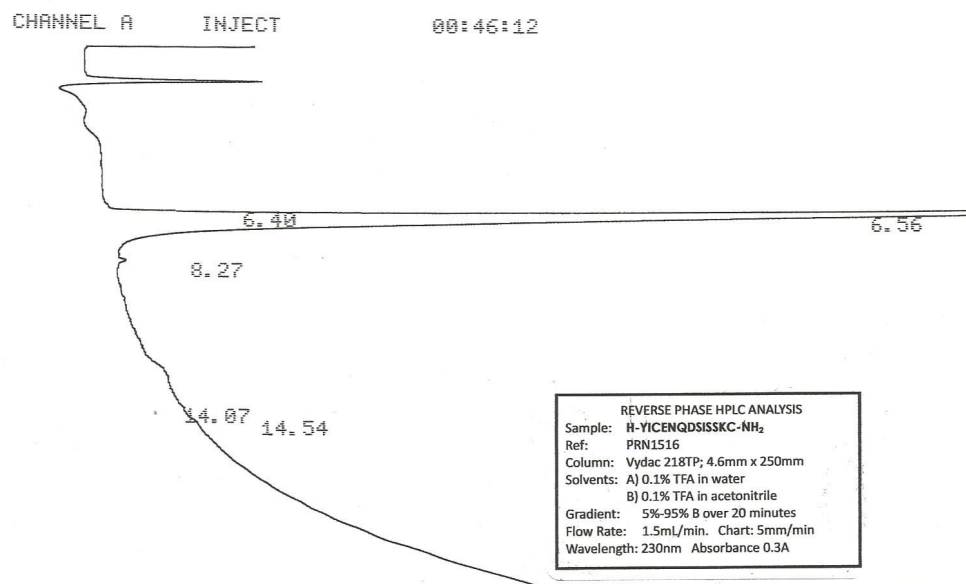 CHANNEL A INJECT 00:46:12
6.40 6.56
8.27
14.07 14.54
REVERSE PHASE HPLC ANALYSIS
Sample: H-YICENQDSISSKC-NH₂
Ref: PRN1516
Column: Vydac 218TP; 4.6mm x 250mm
Solvents: A) 0.1% TFA in water
B) 0.1% TFA in acetonitrile
Gradient: 5%-95% B over 20 minutes
Flow Rate: 1.5mL/min. Chart: 5mm/min
Wavelength: 230nm Absorbance 0.3A